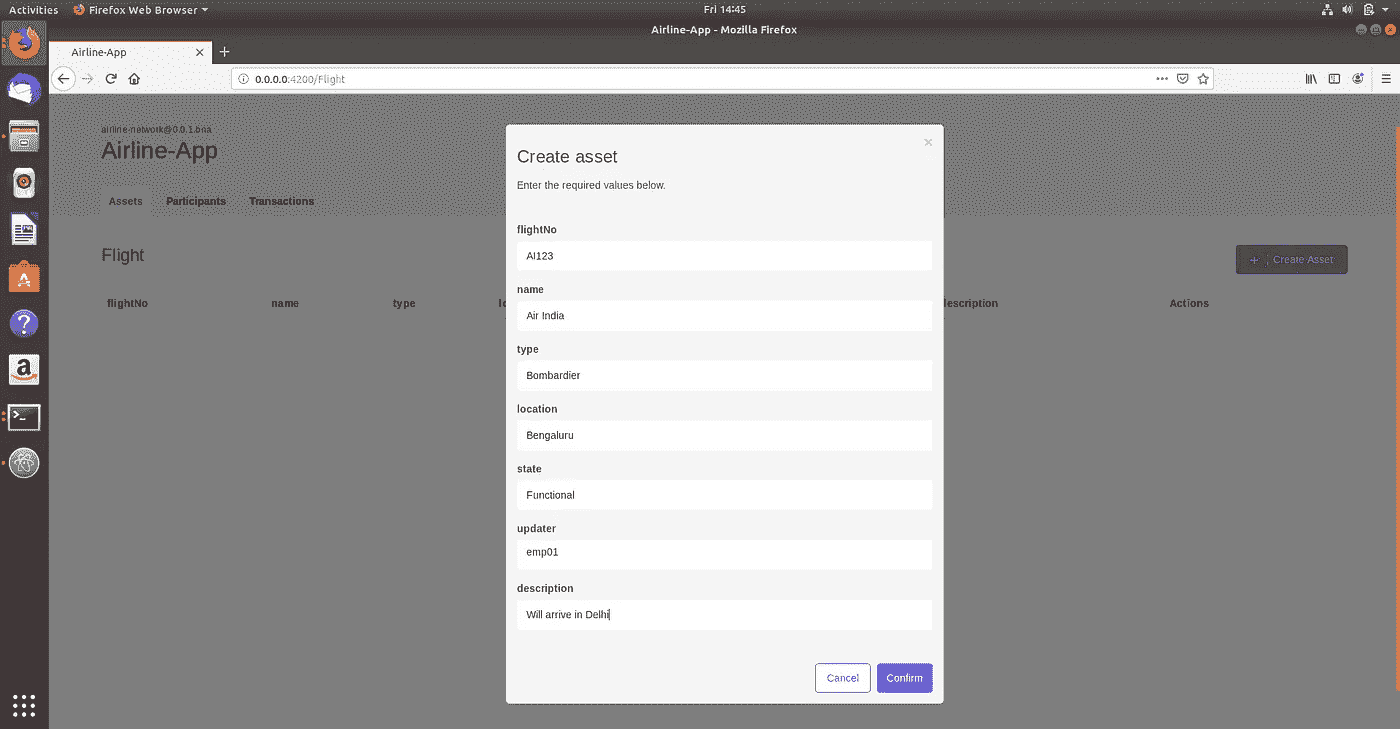 Activities Firefox Web Browser Fri 14:45
Airline-App - Mozilla Firefox
Airline-App
0.0.0.0:4200/Flight
airline-network@0.0.1.bna
Airline-App
Assets Participants Transactions
Flight
+ Create Asset
flightNo name type description Actions
Create asset
×
Enter the required values below.
flightNo
AI123
name
Air India
type
Bombardier
location
Bengaluru
state
Functional
updater
emp01
description
Will arrive in Delhi
Cancel Confirm